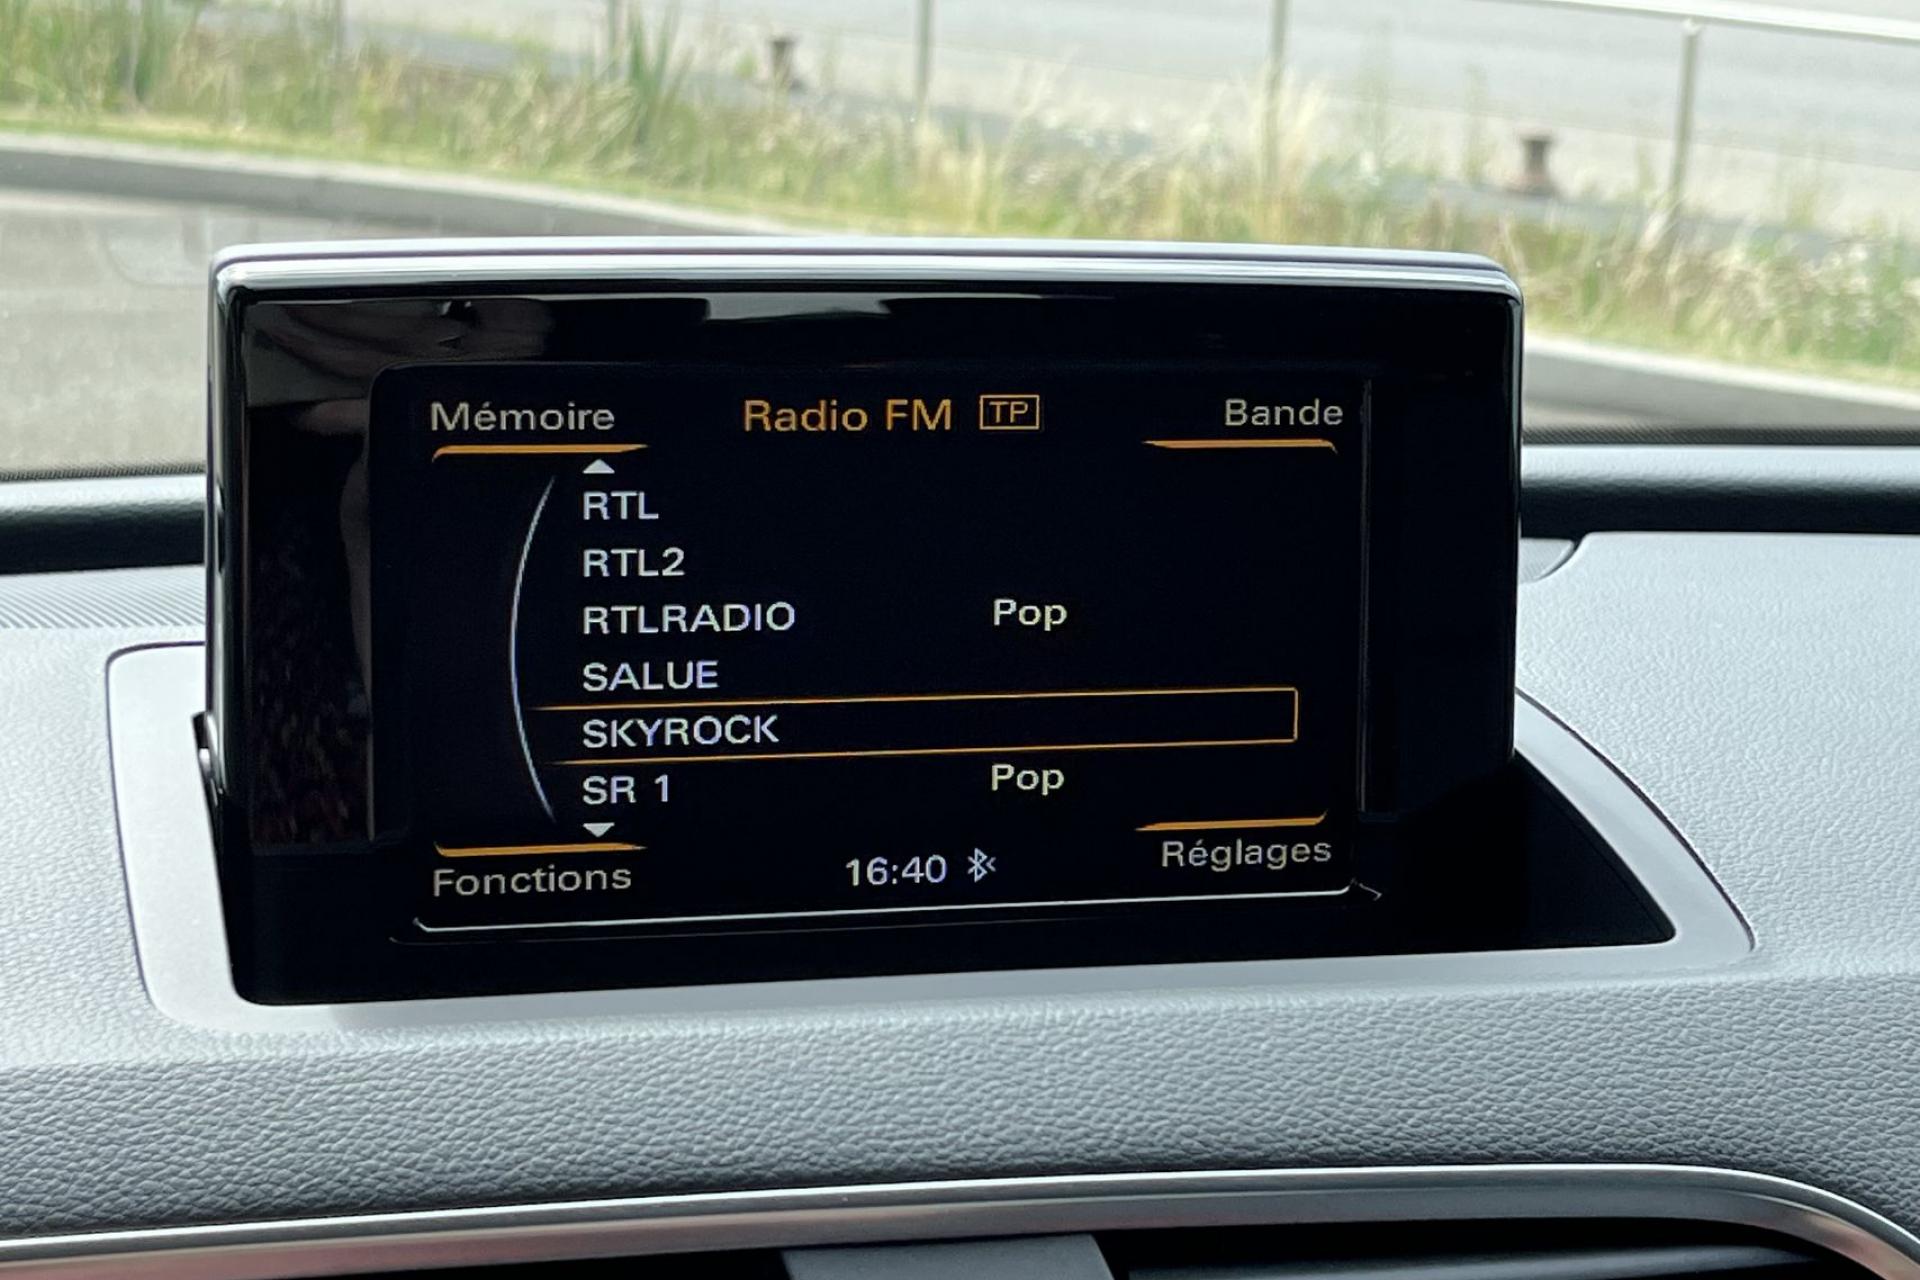 Mémoire Radio FM TP Bande
RTL
RTL2
RTLRADIO Pop
SALUE
SKYROCK
SR 1 Pop
Fonctions 16:40 Réglages